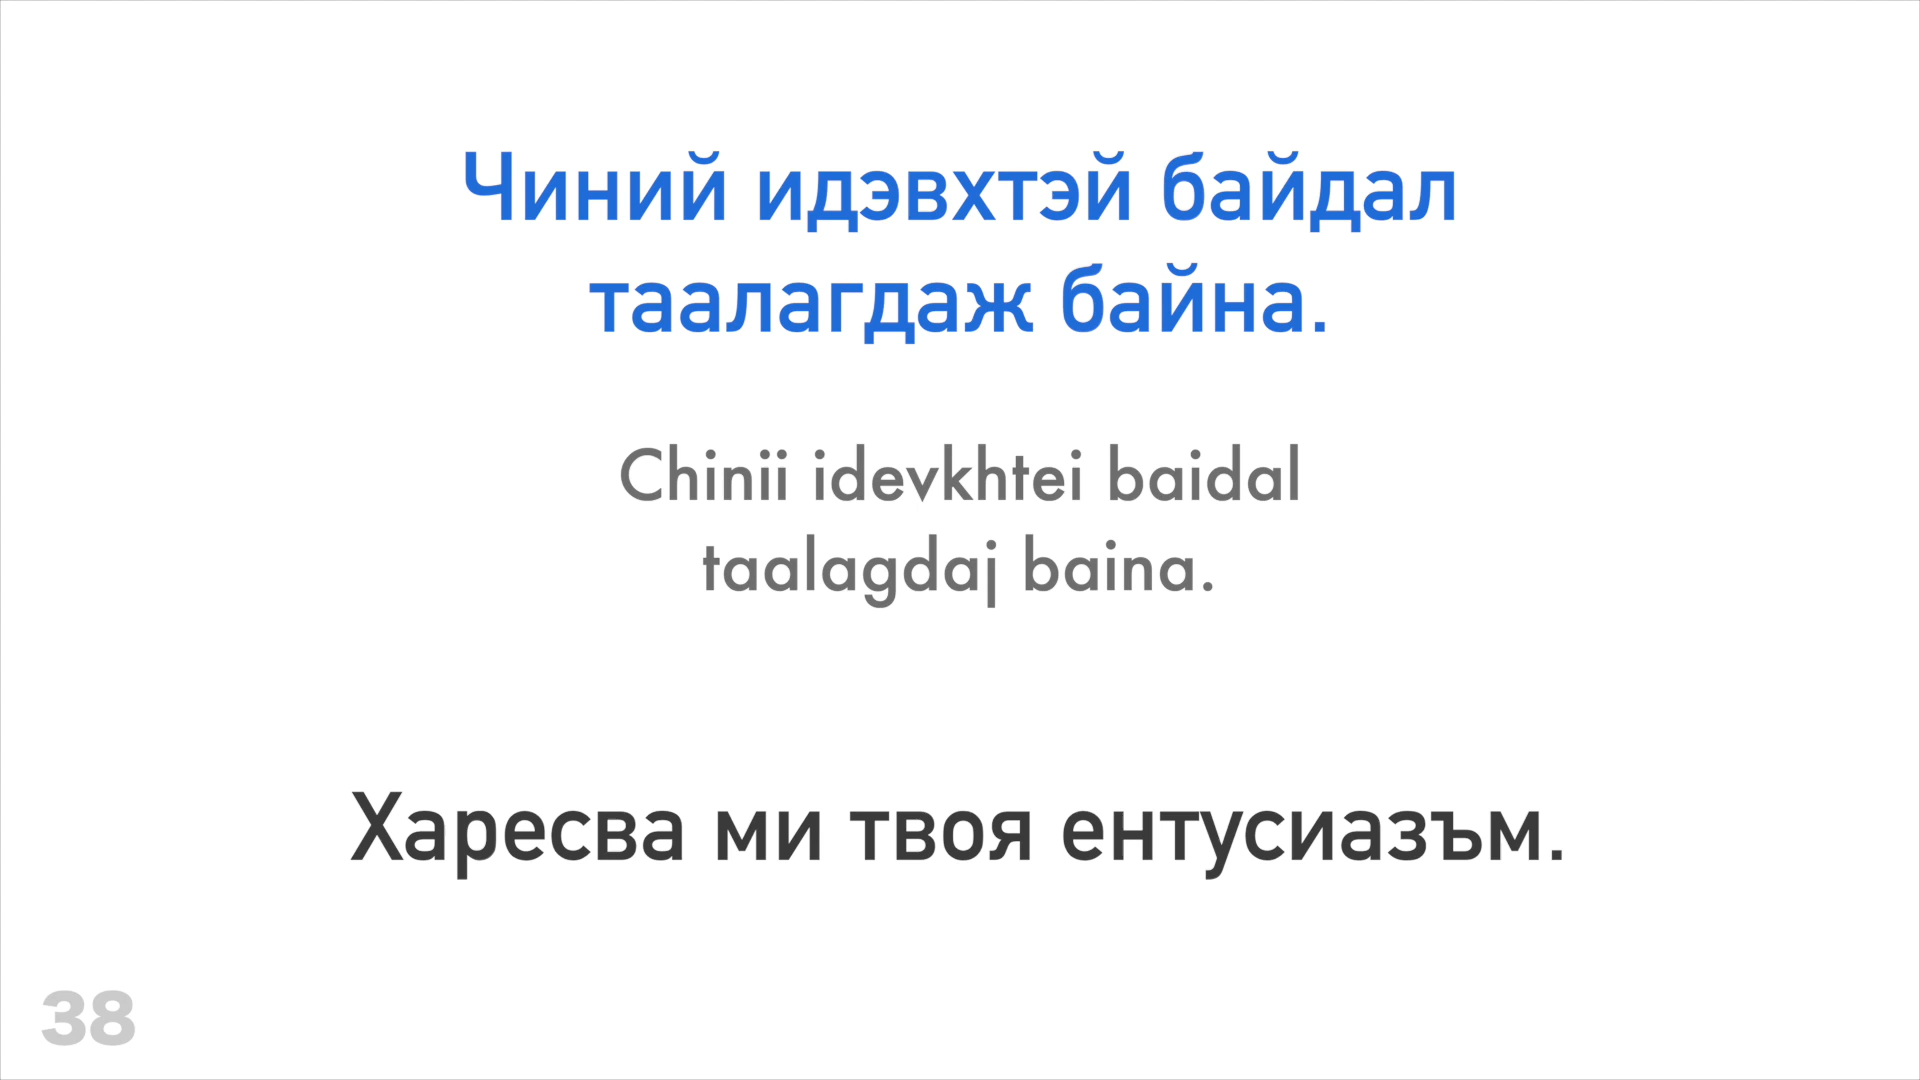 Чиний идэвхтэй байдал
таалагдаж байна.
Chinii idevkhtei baidal
taalagdaj baina.
Харесва ми твоя ентусиазъм.
38